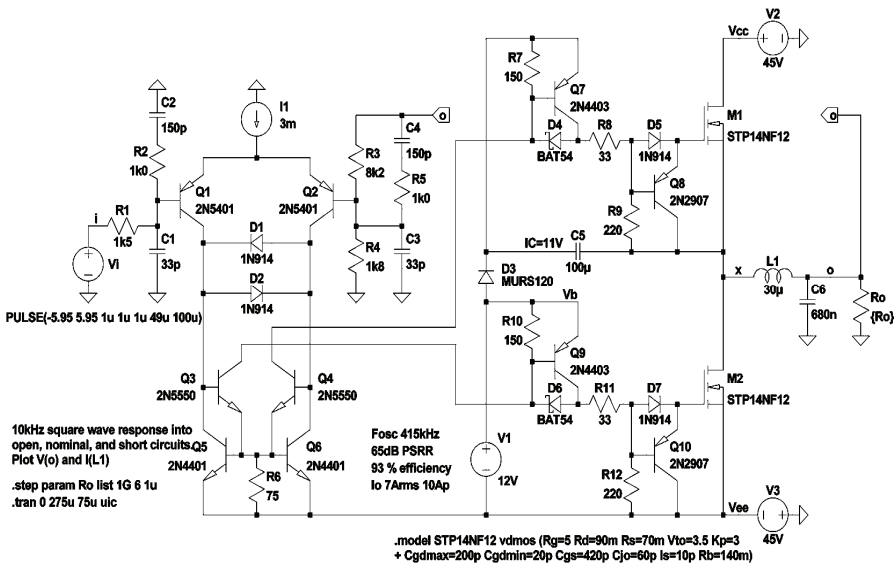 V2
Vcc
45V
R7
150
Q7
2N4403
C2
150p
I1
3m
C4
150p
M1
STP14NF12
o
o
D4
BAT54
R8
33
D5
1N914
R2
1k0
R3
8k2
R5
1k0
Q8
2N2907
Q1
2N5401
Q2
2N5401
R9
220
i
R1
1k5
C1
33p
Vi
D1
1N914
R4
1k8
C3
33p
IC=11V
C5
100µ
D3
MURS120
Vb
x
L1
30µ
o
C6
680n
Ro
{Ro}
D2
1N914
PULSE(-5.95 5.95 1u 1u 1u 49u 100u)
R10
150
Q9
2N4403
Q3
2N5550
Q4
2N5550
D6
BAT54
R11
33
D7
1N914
M2
STP14NF12
10kHz square wave response into
open, nominal, and short circuits.
Plot V(o) and I(L1)
Q5
2N4401
Q6
2N4401
R6
75
Fosc 415kHz
65dB PSRR
93 % efficiency
Io 7Arms 10Ap
V1
12V
Q10
2N2907
R12
220
.step param Ro list 1G 6 1u
.tran 0 275u 75u uic
Vee
V3
45V
.model STP14NF12 vdmos (Rg=5 Rd=90m Rs=70m Vto=3.5 Kp=3
+ Cgdmax=200p Cgdmin=20p Cgs=420p Cjo=60p Is=10p Rb=140m)